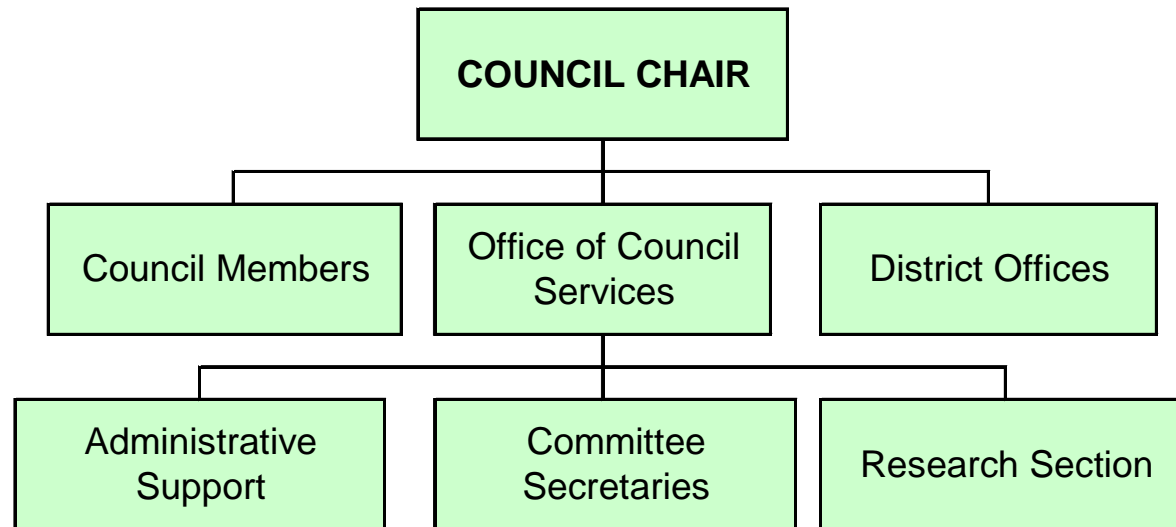 COUNCIL CHAIR
Council Members
Office of Council
Services
District Offices
Administrative
Support
Committee
Secretaries
Research Section